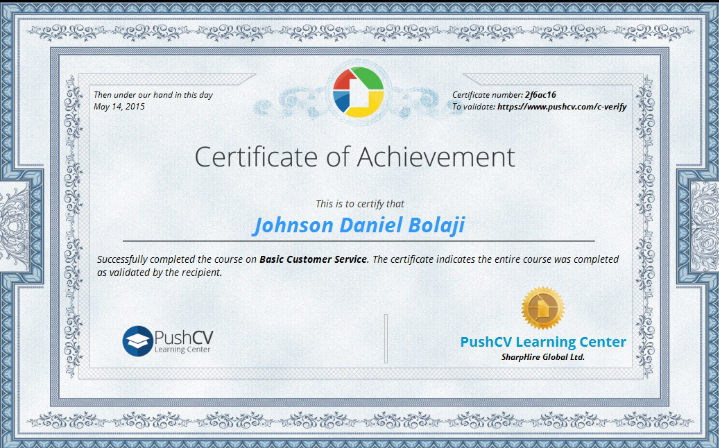 Then under our hand in this day
May 14, 2015
Certificate number: 2f6ac16
To validate: https://www.pushcv.com/c-verify
Certificate of Achievement
This is to certify that
Johnson Daniel Bolaji
Successfully completed the course on Basic Customer Service. The certificate indicates the entire course was completed
as validated by the recipient.
PushCV
Learning Center
PushCV Learning Center
SharpHire Global Ltd.